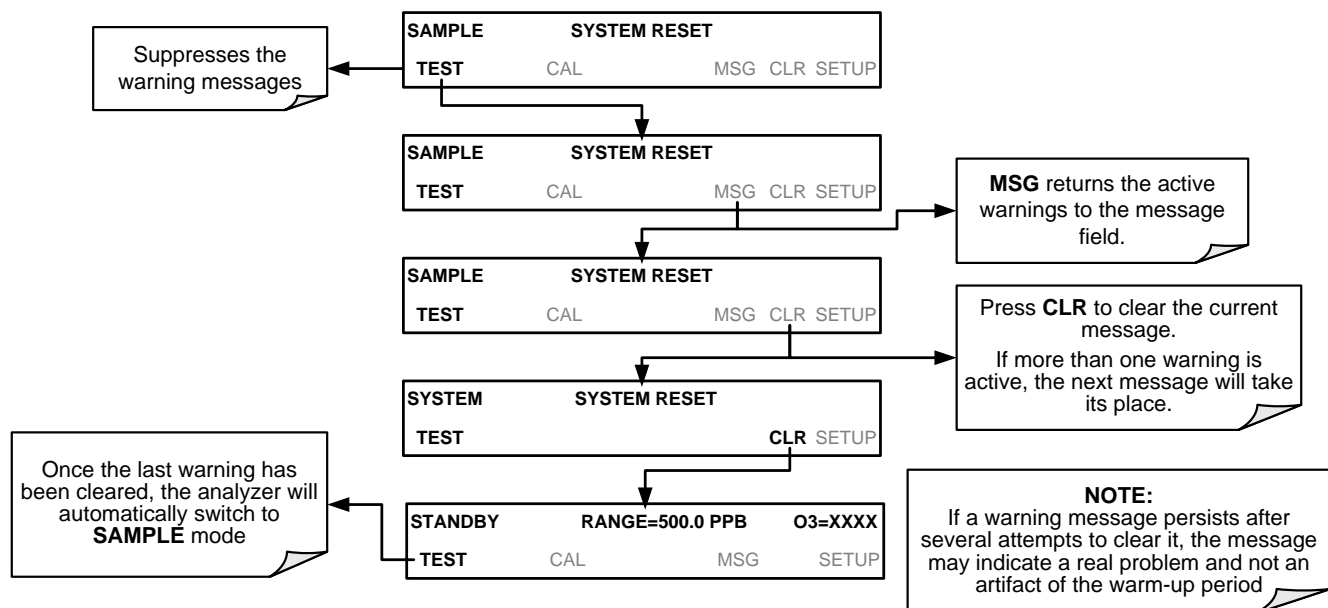 SAMPLE SYSTEM RESET
TEST CAL MSG CLR SETUP
Suppresses the
warning messages
SAMPLE SYSTEM RESET
TEST CAL MSG CLR SETUP
MSG returns the active
warnings to the message
field.
SAMPLE SYSTEM RESET
TEST CAL MSG CLR SETUP
Press CLR to clear the current
message.
If more than one warning is
active, the next message will take
its place.
SYSTEM SYSTEM RESET
TEST CLR SETUP
Once the last warning has
been cleared, the analyzer will
automatically switch to
SAMPLE mode
STANDBY RANGE=500.0 PPB O3=XXXX
TEST CAL MSG SETUP
NOTE:
If a warning message persists after
several attempts to clear it, the message
may indicate a real problem and not an
artifact of the warm-up period